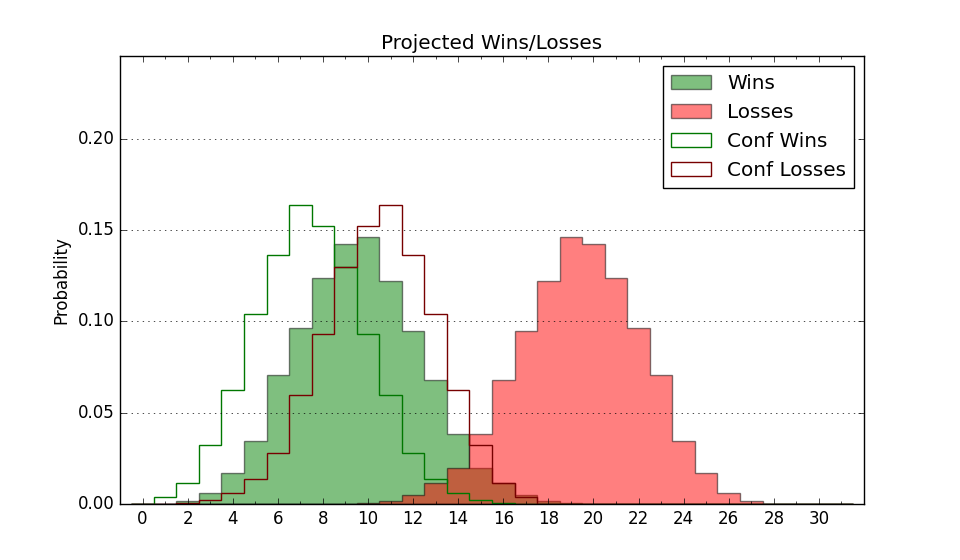 Projected Wins/Losses
Wins
Losses
Conf Wins
Conf Losses
Probability
0.20
0.15
0.10
0.05
0.00
0 2 4 6 8 10 12 14 16 18 20 22 24 26 28 30